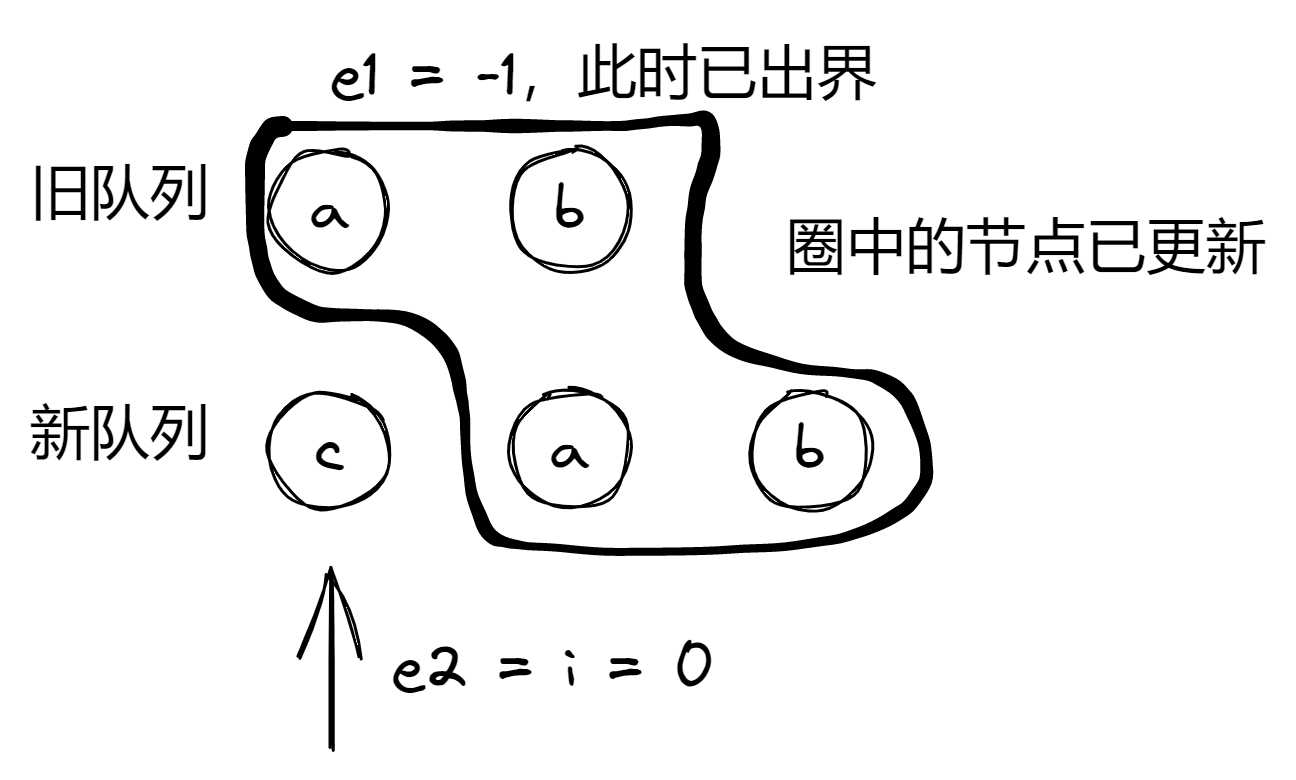 e1 = -1, 此时已出界
旧队列
a
b
圈中的节点已更新
新队列
c
a
b
e2 = i = 0